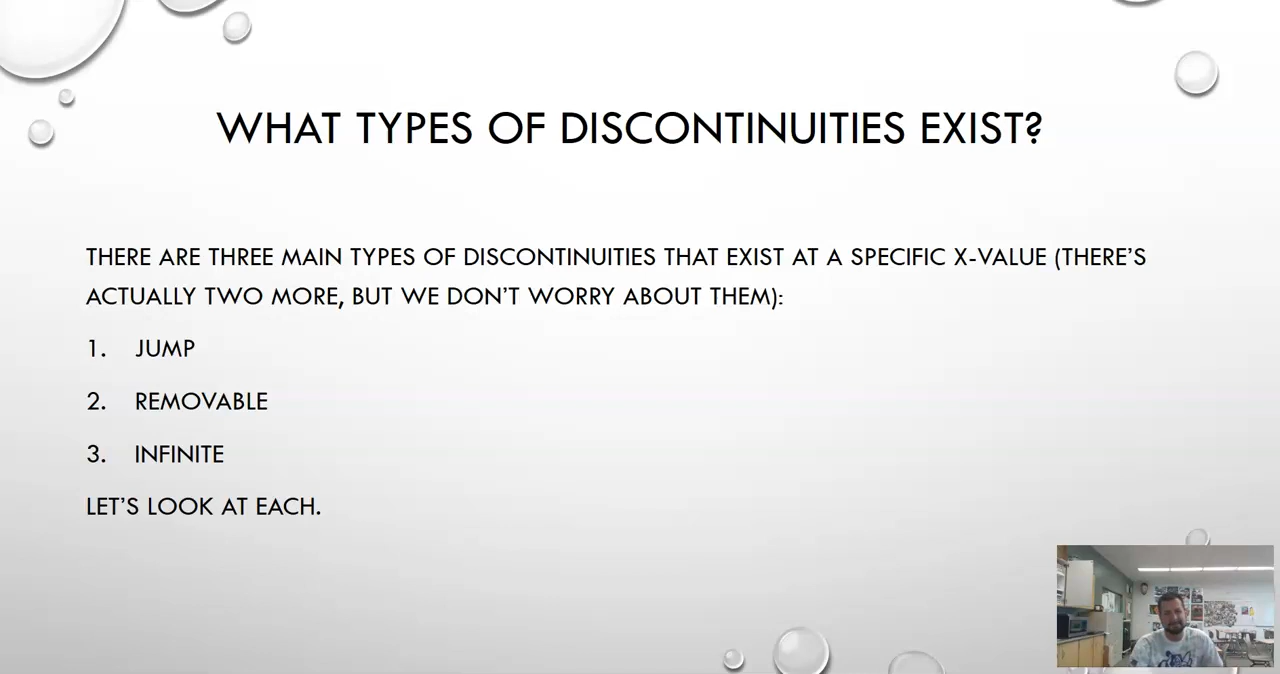 WHAT TYPES OF DISCONTINUITIES EXIST?
THERE ARE THREE MAIN TYPES OF DISCONTINUITIES THAT EXIST AT A SPECIFIC X-VALUE (THERE’S
ACTUALLY TWO MORE, BUT WE DON’T WORRY ABOUT THEM):
1. JUMP
2. REMOVABLE
3. INFINITE
LET’S LOOK AT EACH.